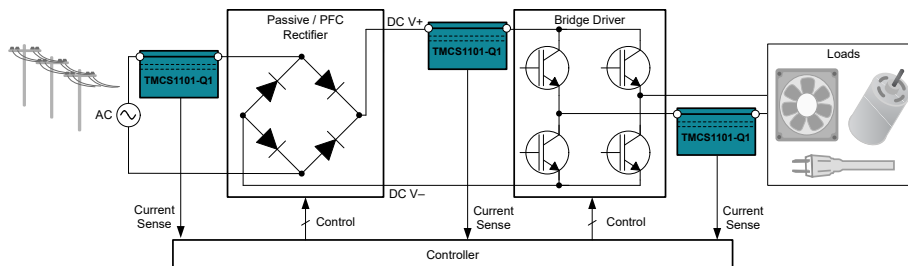 Passive / PFC
Rectifier
DC V+
Bridge Driver
Loads
TMCS1101-Q1
TMCS1101-Q1
AC
TMCS1101-Q1
DC V–
Current
Sense
Control
Current
Sense
Control
Current
Sense
Controller